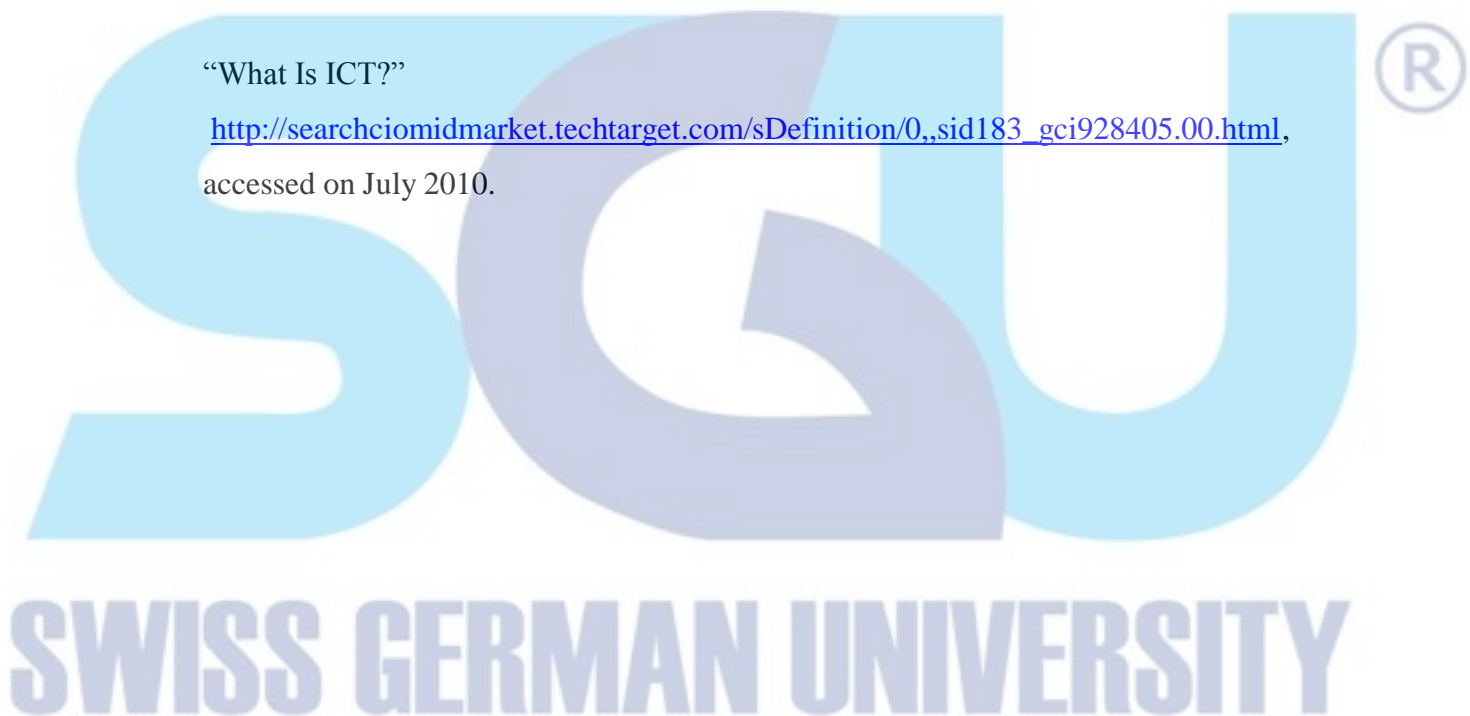 “What Is ICT?”
http://searchciomidmarket.techtarget.com/sDefinition/0,,sid183_gci928405.00.html,
accessed on July 2010.
SGU ®
SWISS GERMAN UNIVERSITY